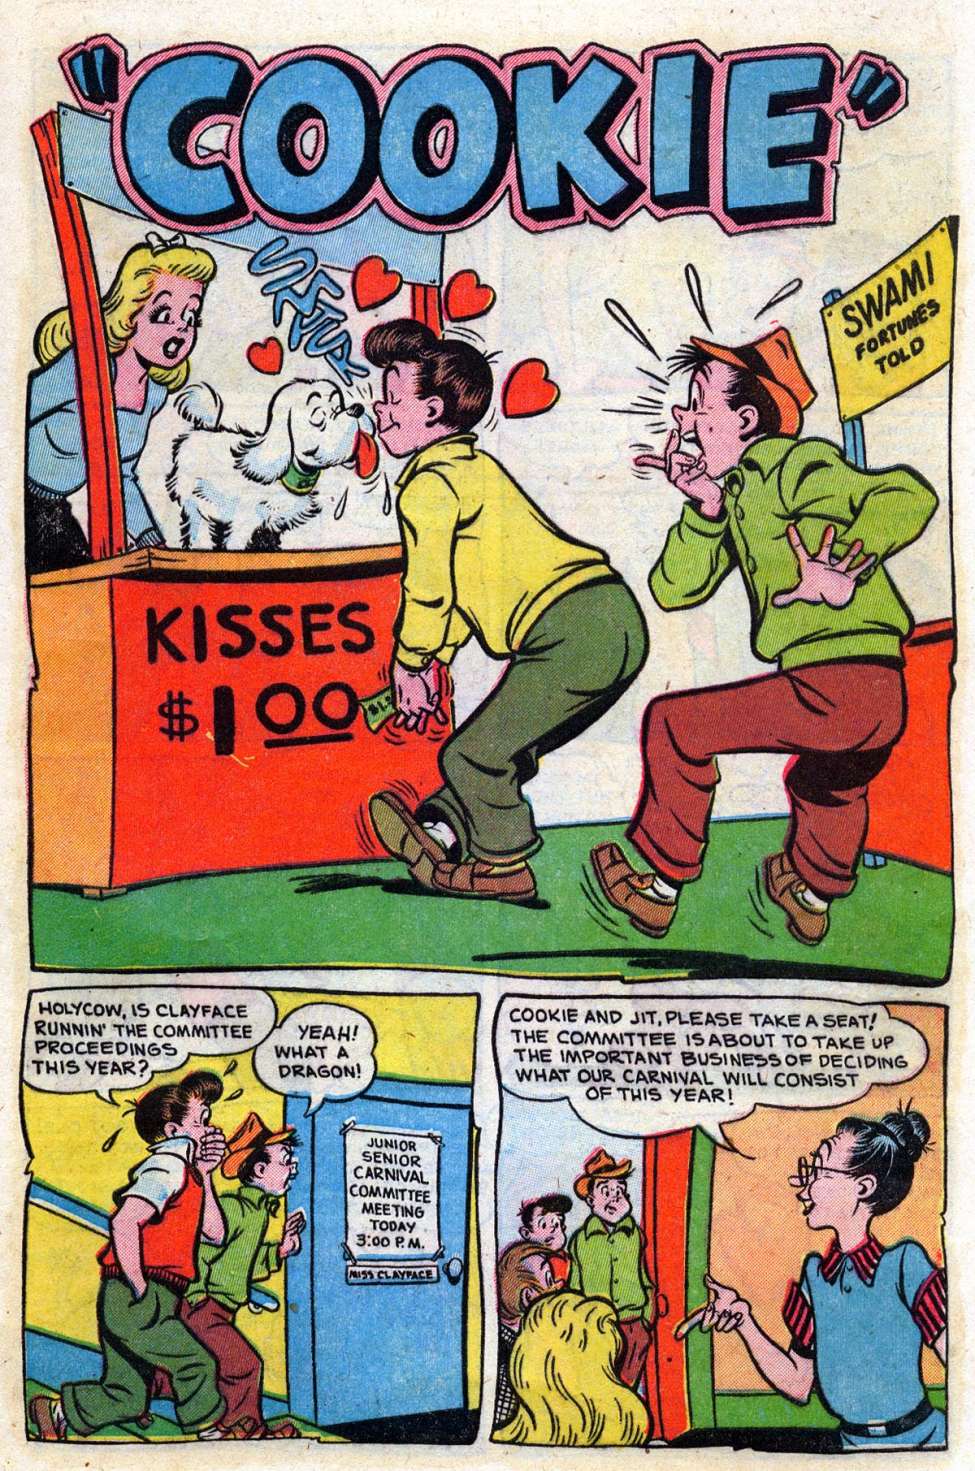 "COOKIE"
SMACK
SWAMI
FORTUNES
TOLD
KISSES
$1.00
HOLYCOW, IS CLAYFACE
RUNNIN' THE COMMITTEE
PROCEEDINGS
THIS YEAR?
YEAH!
WHAT A
DRAGON!
JUNIOR
SENIOR
CARNIVAL
COMMITTEE
MEETING
TODAY
3:00 P.M.
MISS CLAYFACE
COOKIE AND JIT, PLEASE TAKE A SEAT!
THE COMMITTEE IS ABOUT TO TAKE UP
THE IMPORTANT BUSINESS OF DECIDING
WHAT OUR CARNIVAL WILL CONSIST
OF THIS YEAR!